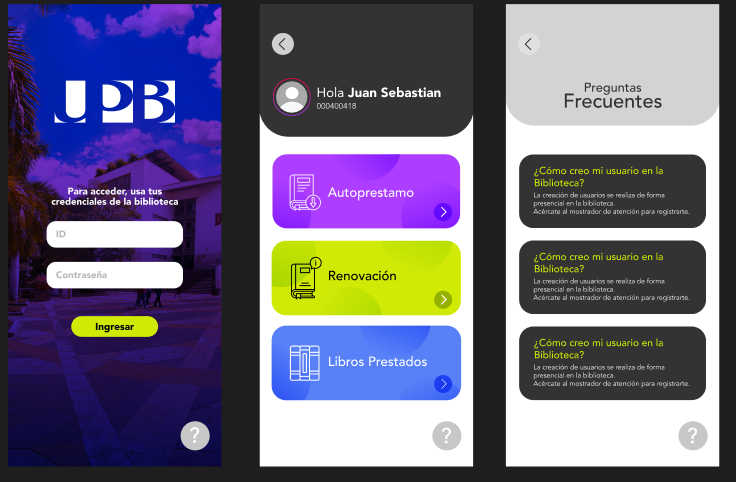 UPB
Para acceder, usa tus
credenciales de la biblioteca
ID
Contraseña
Ingresar
?
Hola Juan Sebastian
000400418
Autoprestamo
Renovación
Libros Prestados
?
Preguntas
Frecuentes
¿Cómo creo mi usuario en la
Biblioteca?
La creación de usuarios se realiza de forma
presencial en la biblioteca.
Acércate al mostrador de atención para registrarte.
¿Cómo creo mi usuario en la
Biblioteca?
La creación de usuarios se realiza de forma
presencial en la biblioteca.
Acércate al mostrador de atención para registrarte.
¿Cómo creo mi usuario en la
Biblioteca?
La creación de usuarios se realiza de forma
presencial en la biblioteca.
Acércate al mostrador de atención para registrarte.
?